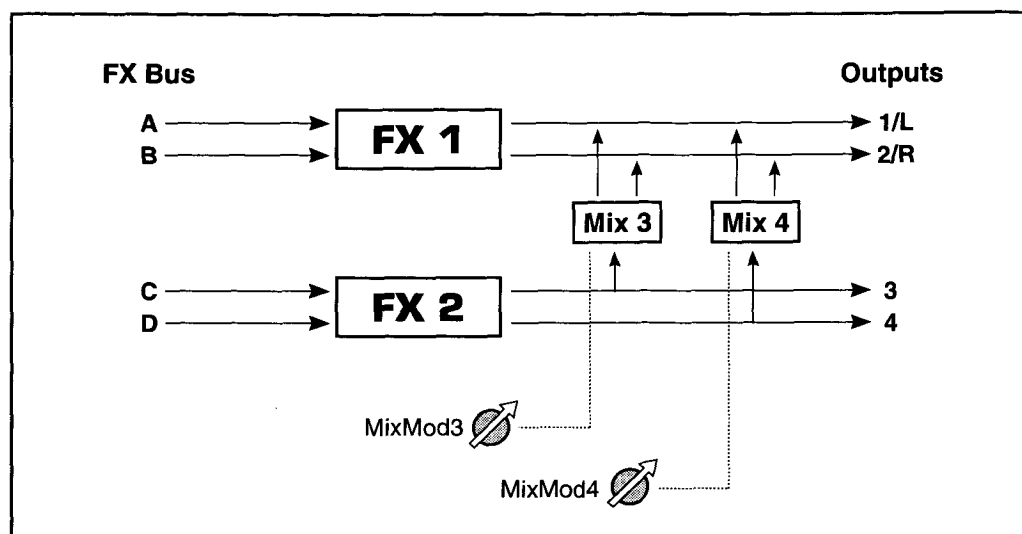 FX Bus
Outputs
A
B
FX 1
1/L
2/R
Mix 3
Mix 4
C
D
FX 2
3
4
MixMod3
MixMod4